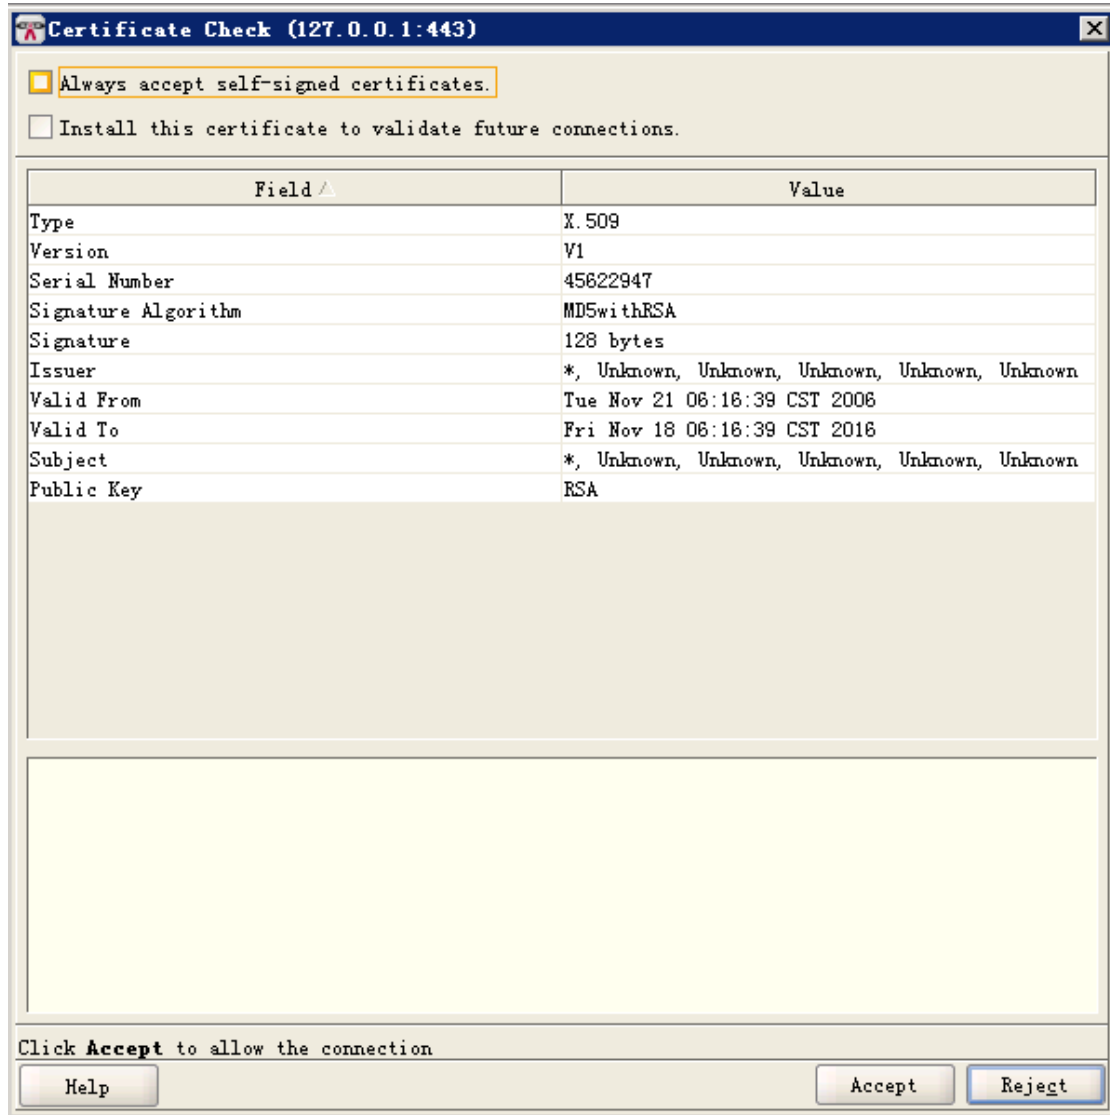 Certificate Check (127.0.0.1:443)
Always accept self-signed certificates.
Install this certificate to validate future connections.
Field Value
Type X.509
Version V1
Serial Number 45622947
Signature Algorithm MD5withRSA
Signature 128 bytes
Issuer *, Unknown, Unknown, Unknown, Unknown, Unknown
Valid From Tue Nov 21 06:16:39 CST 2006
Valid To Fri Nov 18 06:16:39 CST 2016
Subject *, Unknown, Unknown, Unknown, Unknown, Unknown
Public Key RSA
Click Accept to allow the connection
Help Accept Reject